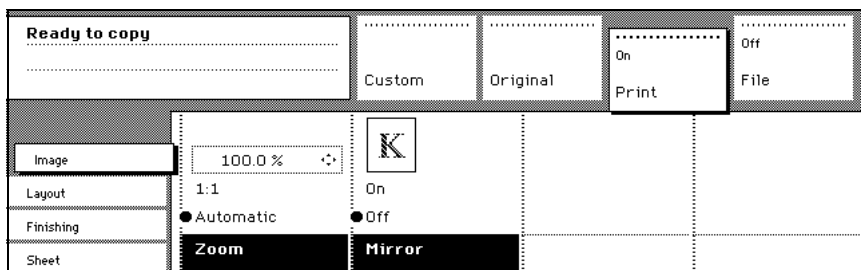 Ready to copy
Custom
Original
On
Print
Off
File
Image
Layout
Finishing
Sheet
100.0 %
1:1
Automatic
Zoom
K
On
Off
Mirror